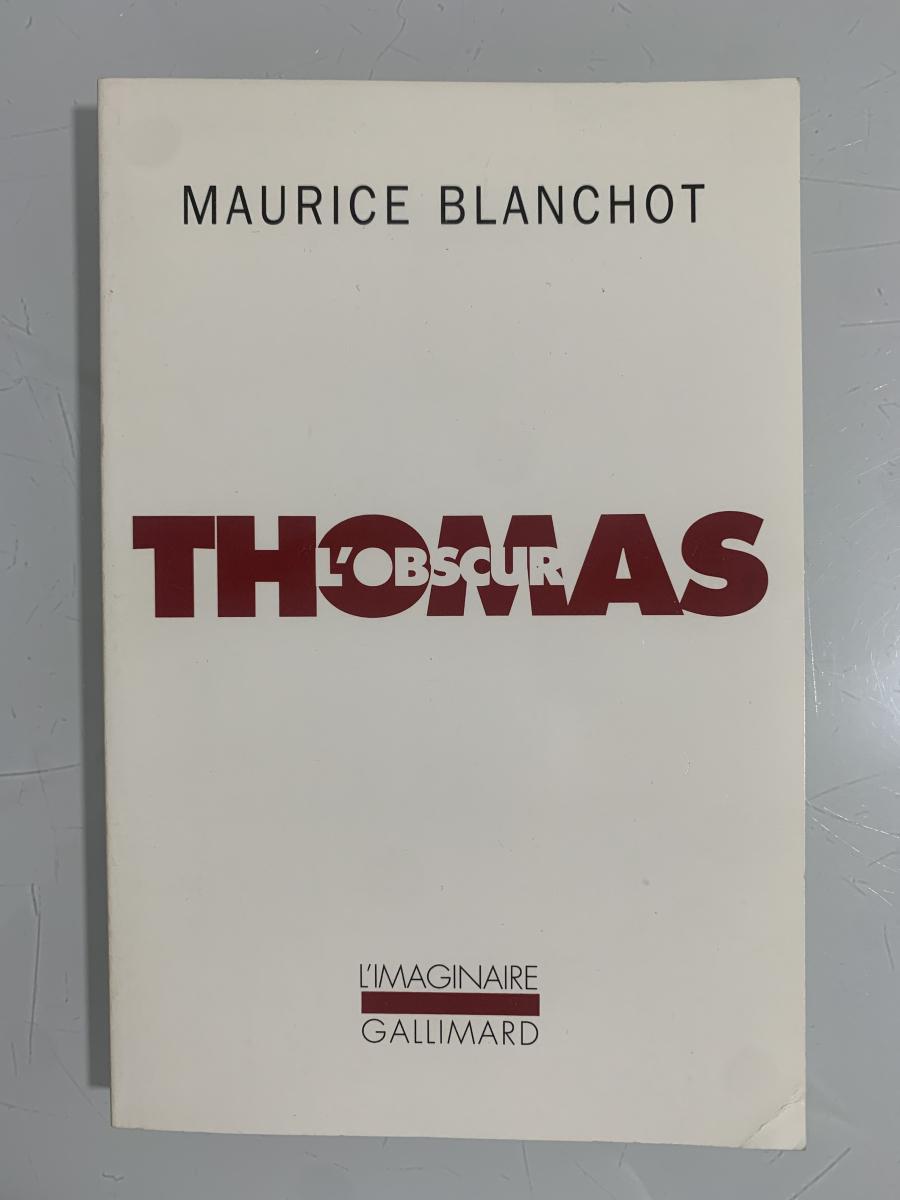 MAURICE BLANCHOT
THOMAS
L'OBSCUR
L'IMAGINAIRE
GALLIMARD